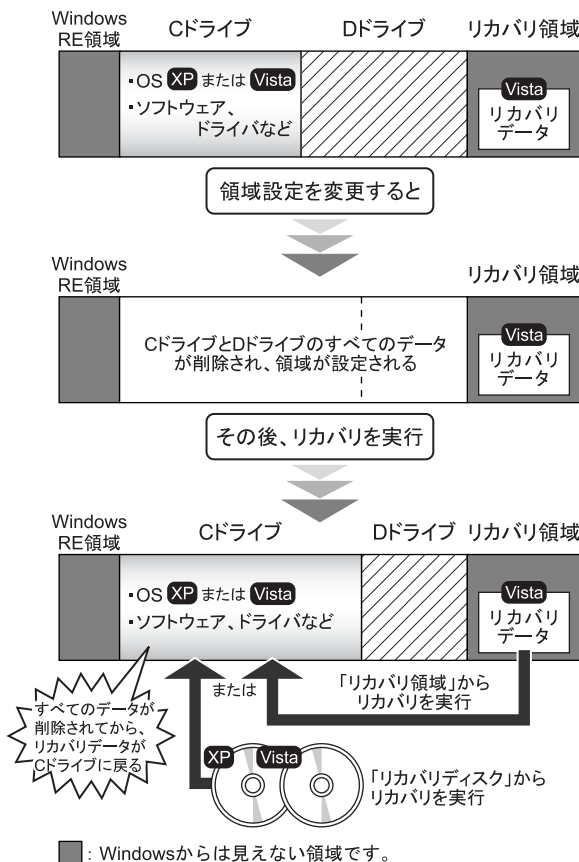 Windows
RE領域
Cドライブ
Dドライブ
リカバリ領域
・OS XP または Vista
・ソフトウェア、
ドライバなど
Vista
リカバリ
データ
領域設定を変更すると
Windows
RE領域
リカバリ領域
CドライブとDドライブのすべてのデータ
が削除され、領域が設定される
Vista
リカバリ
データ
その後、リカバリを実行
Windows
RE領域
Cドライブ
Dドライブ
リカバリ領域
・OS XP または Vista
・ソフトウェア、ドライバなど
Vista
リカバリ
データ
すべてのデータが
削除されてから、
リカバリデータが
Cドライブに戻る
または
「リカバリ領域」から
リカバリを実行
XP
Vista
「リカバリディスク」から
リカバリを実行
: Windowsからは見えない領域です。